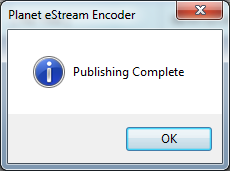 Planet eStream Encoder
Publishing Complete
OK